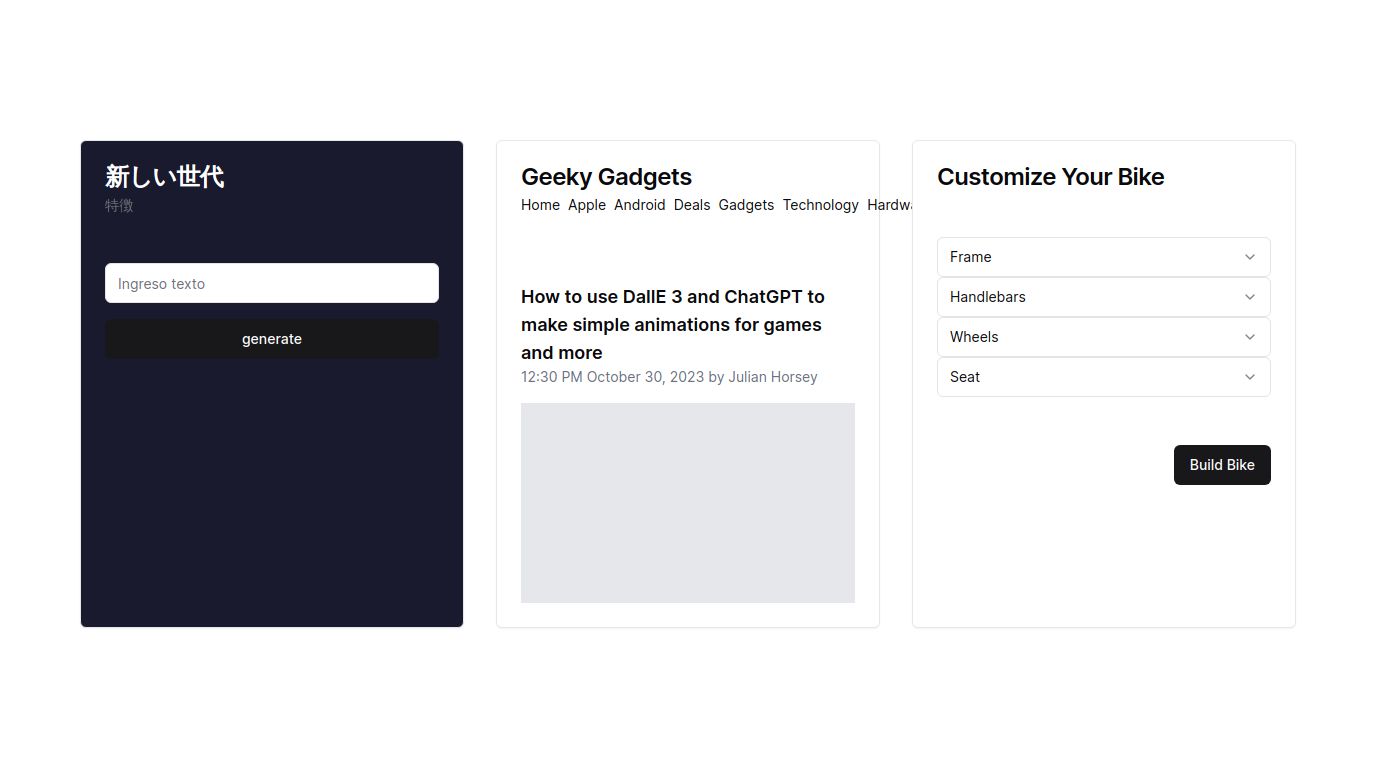 新しい世代
特徴
Ingreso texto
generate
Geeky Gadgets
Home Apple Android Deals Gadgets Technology
How to use DallE 3 and ChatGPT to
make simple animations for games
and more
12:30 PM October 30, 2023 by Julian Horsey
Customize Your Bike
Frame
Handlebars
Wheels
Seat
Build Bike